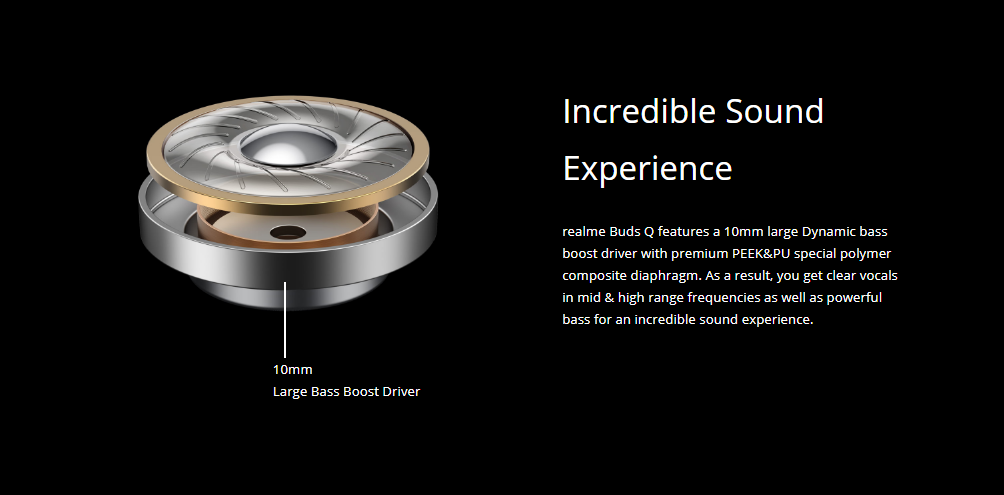 Incredible Sound
Experience
realme Buds Q features a 10mm large Dynamic bass
boost driver with premium PEEK&PU special polymer
composite diaphragm. As a result, you get clear vocals
in mid & high range frequencies as well as powerful
bass for an incredible sound experience.
10mm
Large Bass Boost Driver